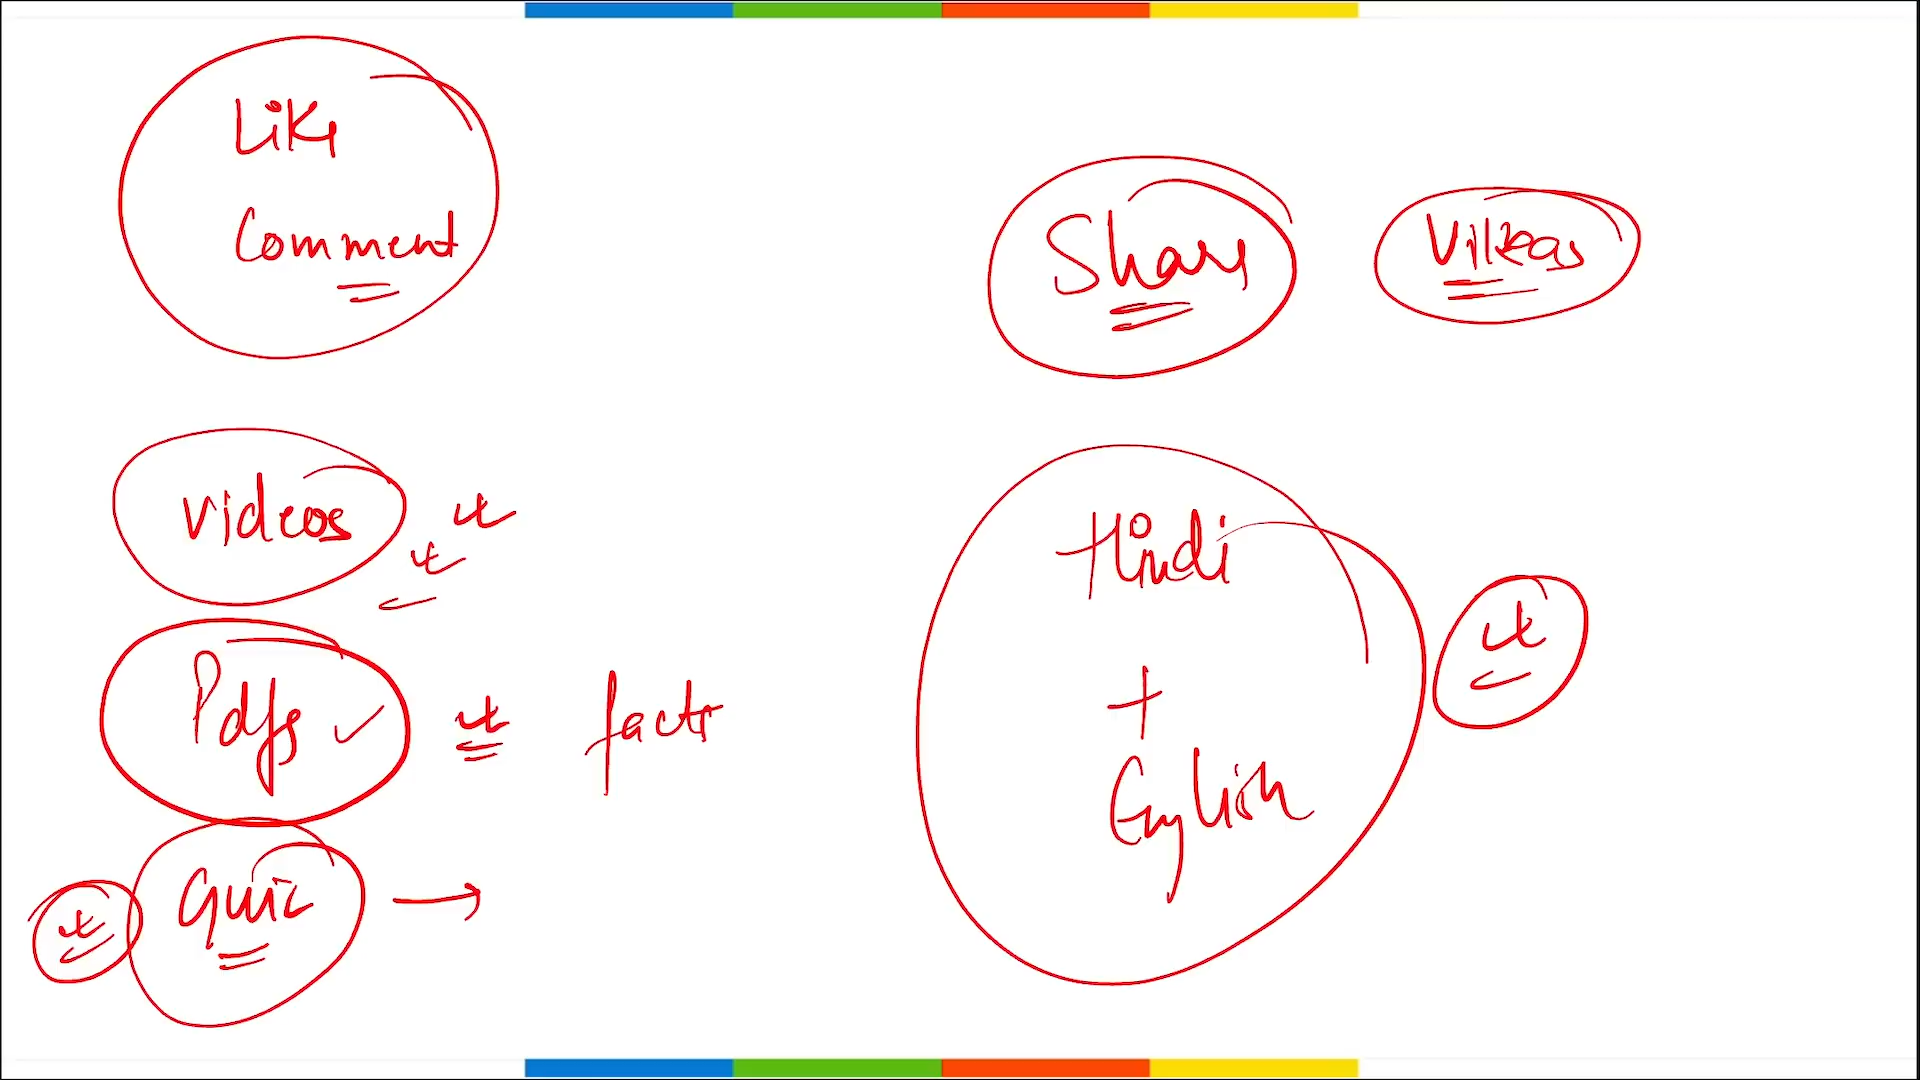 Like
Comment
Share
Vikas
Videos
Pdfs
facts
Quiz
Hindi
+
English